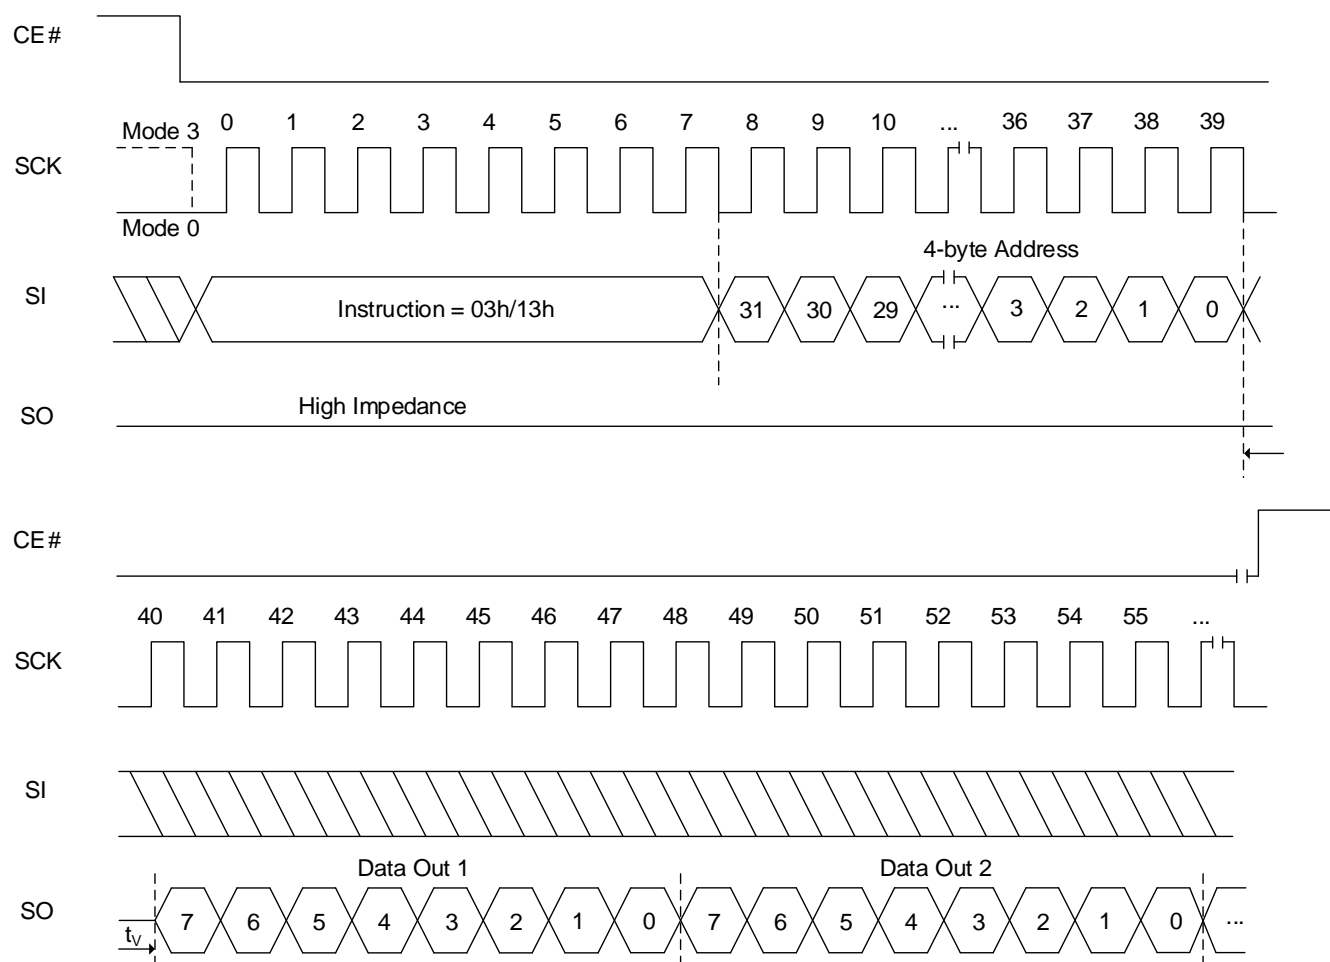 CE#
Mode 3 0 1 2 3 4 5 6 7 8 9 10 ... 36 37 38 39
SCK
Mode 0
4-byte Address
SI Instruction = 03h/13h 31 30 29 ... 3 2 1 0
SO High Impedance
CE#
40 41 42 43 44 45 46 47 48 49 50 51 52 53 54 55 ...
SCK
SI
Data Out 1 Data Out 2
SO 7 6 5 4 3 2 1 0 7 6 5 4 3 2 1 0 ...
tV